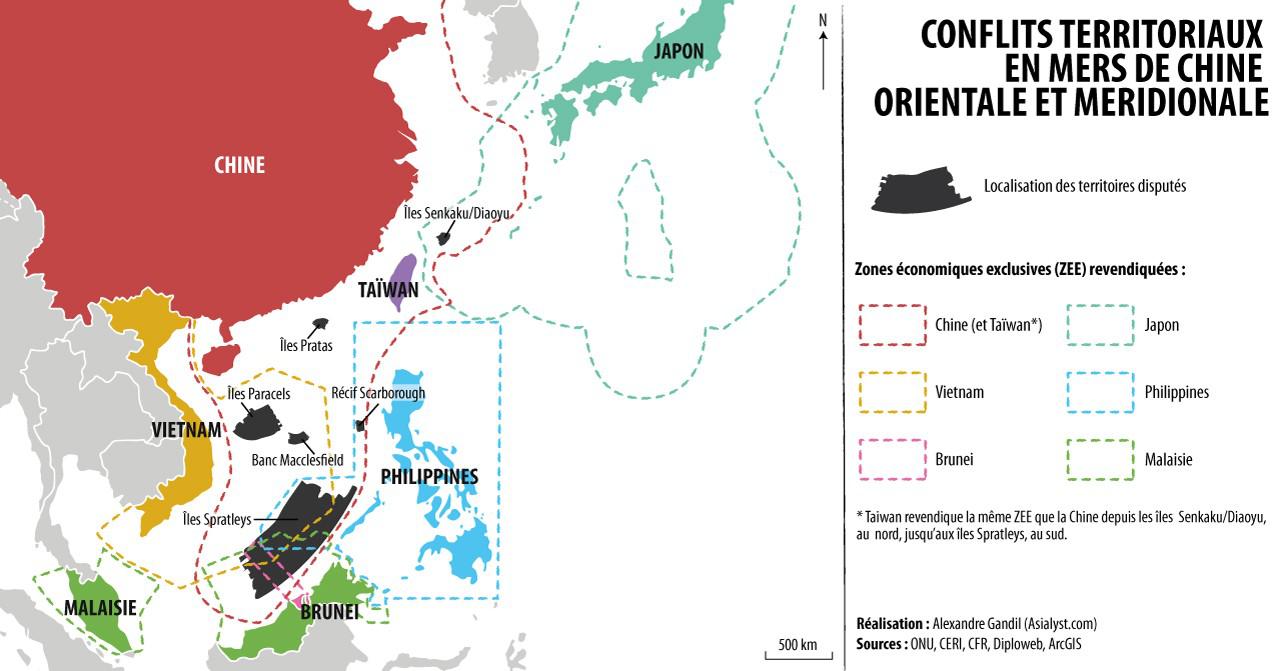 CONFLITS TERRITORIAUX
EN MERS DE CHINE
ORIENTALE ET MERIDIONALE
N
JAPON
CHINE
Îles Senkaku/Diaoyu
TAÏWAN
Îles Pratas
Îles Paracels
Récif Scarborough
VIETNAM
Banc Macclesfield
PHILIPPINES
Îles Spratleys
MALAISIE
BRUNEI
500 km
Localisation des territoires disputés
Zones économiques exclusives (ZEE) revendiquées :
Chine (et Taïwan*)
Japon
Vietnam
Philippines
Brunei
Malaisie
* Taiwan revendique la même ZEE que la Chine depuis les îles Senkaku/Diaoyu,
au nord, jusqu'aux îles Spratleys, au sud.
Réalisation : Alexandre Gandil (Asialyst.com)
Sources : ONU, CERI, CFR, Diploweb, ArcGIS